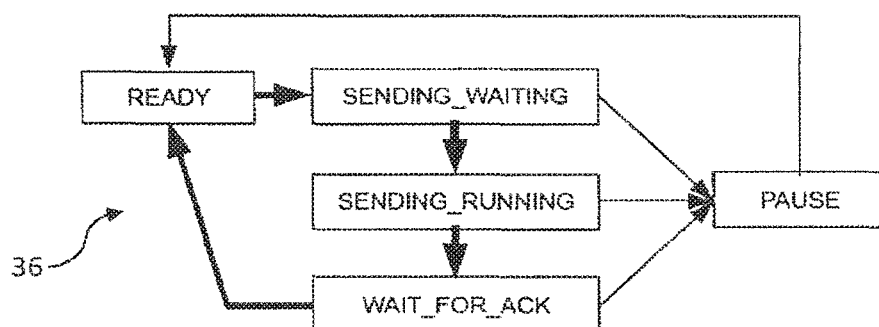 READY
SENDING_WAITING
SENDING_RUNNING
PAUSE
36
WAIT_FOR_ACK